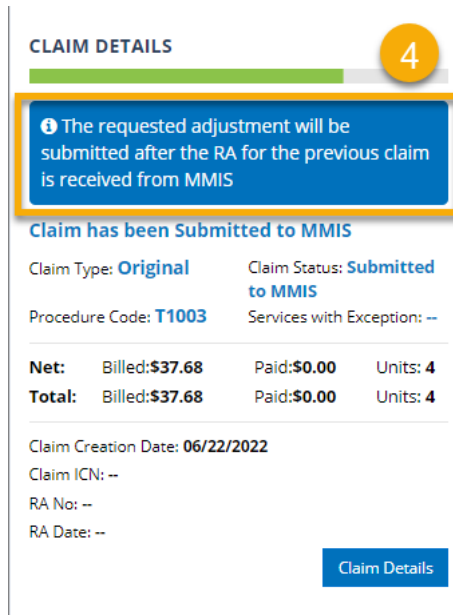 CLAIM DETAILS
4
The requested adjustment will be
submitted after the RA for the previous claim
is received from MMIS
Claim has been Submitted to MMIS
Claim Type: Original Claim Status: Submitted
to MMIS
Procedure Code: T1003 Services with Exception: --
Net: Billed:$37.68 Paid:$0.00 Units: 4
Total: Billed:$37.68 Paid:$0.00 Units: 4
Claim Creation Date: 06/22/2022
Claim ICN: --
RA No: --
RA Date: --
Claim Details